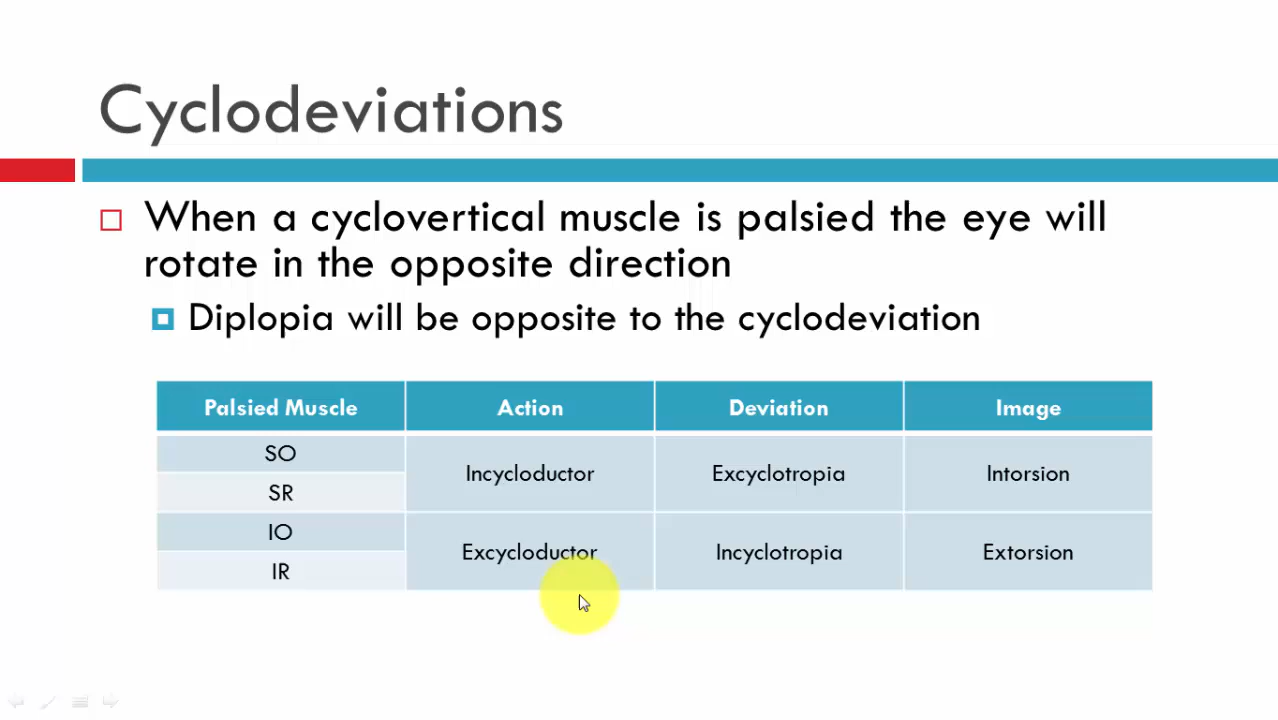 Cyclodeviations
When a cyclovertical muscle is palsied the eye will
rotate in the opposite direction
Diplopia will be opposite to the cyclodeviation
Palsied Muscle Action Deviation Image
SO
Incycloductor Excyclotropia Intorsion
SR
IO
Excycloductor Incyclotropia Extorsion
IR